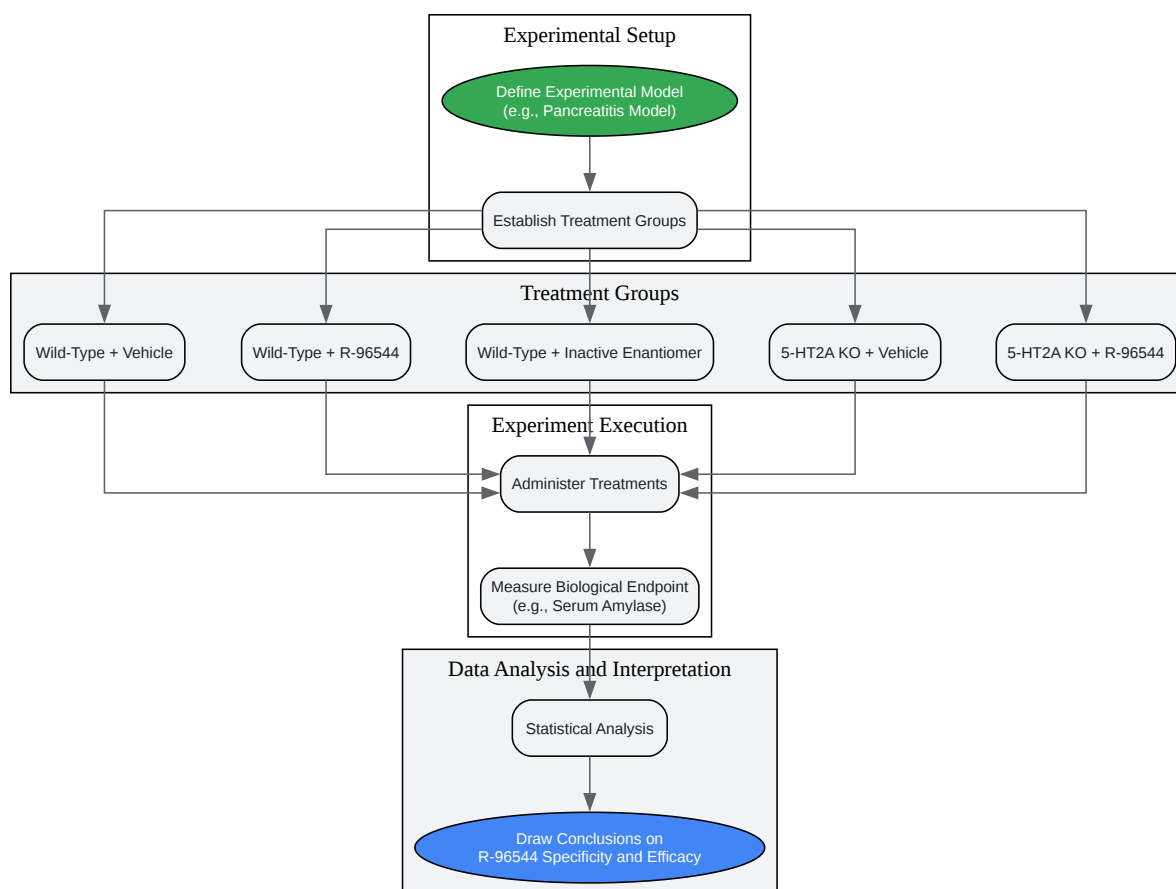 Experimental Setup
Define Experimental Model
(e.g., Pancreatitis Model)
Establish Treatment Groups
Treatment Groups
Wild-Type + Vehicle
Wild-Type + R-96544
Wild-Type + Inactive Enantiomer
5-HT2A KO + Vehicle
5-HT2A KO + R-96544
Experiment Execution
Administer Treatments
Measure Biological Endpoint
(e.g., Serum Amylase)
Data Analysis and Interpretation
Statistical Analysis
Draw Conclusions on
R-96544 Specificity and Efficacy